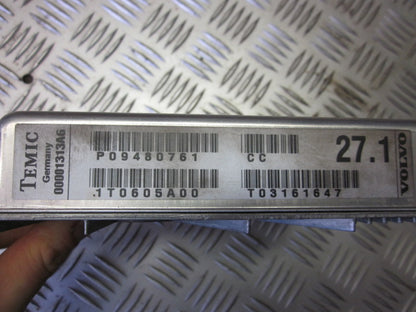 TEMIC
Germany
00001313A6
P09480761
CC
27.1
.1T0605A00
T03161647
VOLVO